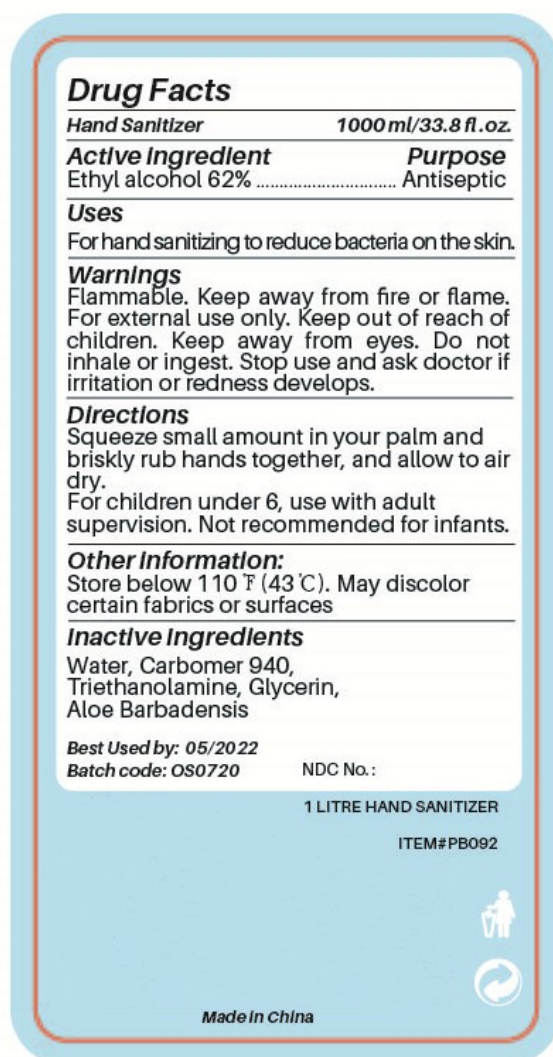 Drug Facts
Hand Sanitizer 1000 ml/33.8 fl.oz.
Active Ingredient Purpose
Ethyl alcohol 62% ............................... Antiseptic
Uses
For hand sanitizing to reduce bacteria on the skin.
Warnings
Flammable. Keep away from fire or flame.
For external use only. Keep out of reach of
children. Keep away from eyes. Do not
inhale or ingest. Stop use and ask doctor if
irritation or redness develops.
Directions
Squeeze small amount in your palm and
briskly rub hands together, and allow to air
dry.
For children under 6, use with adult
supervision. Not recommended for infants.
Other Information:
Store below 110 ℉ (43 ℃). May discolor
certain fabrics or surfaces
Inactive Ingredients
Water, Carbomer 940,
Triethanolamine, Glycerin,
Aloe Barbadensis
Best Used by: 05/2022
Batch code: OS0720 NDC No.:
1 LITRE HAND SANITIZER
ITEM#PB092
Made in China